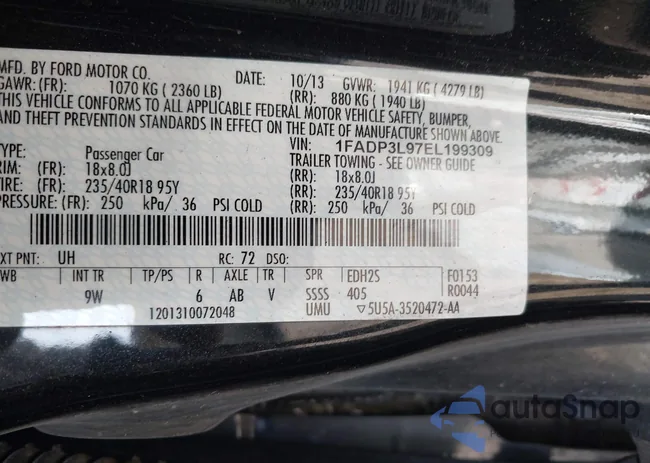 MFD. BY FORD MOTOR CO.
DATE: 10/13 GVWR: 1941 KG ( 4279 LB)
GAWR: (FR): 1070 KG ( 2360 LB) (RR): 880 KG ( 1940 LB)
THIS VEHICLE CONFORMS TO ALL APPLICABLE FEDERAL MOTOR VEHICLE SAFETY, BUMPER,
AND THEFT PREVENTION STANDARDS IN EFFECT ON THE DATE OF MANUFACTURE SHOWN ABOVE.
VIN: 1FADP3L97EL199309
TYPE: Passenger Car TRAILER TOWING - SEE OWNER GUIDE
RIM: (FR): 18x8.0J (RR): 18x8.0J
TIRE: (FR): 235/40R18 95Y (RR): 235/40R18 95Y
PRESSURE: (FR): 250 kPa/ 36 PSI COLD (RR): 250 kPa/ 36 PSI COLD
EXT PNT: UH RC: 72 DSO:
WB INT TR TP/PS R AXLE TR SPR EDH2S F0153
9W 6 AB V SSSS 405 R0044
1201310072048 UMU ▽5U5A-3520472-AA
autoSnap